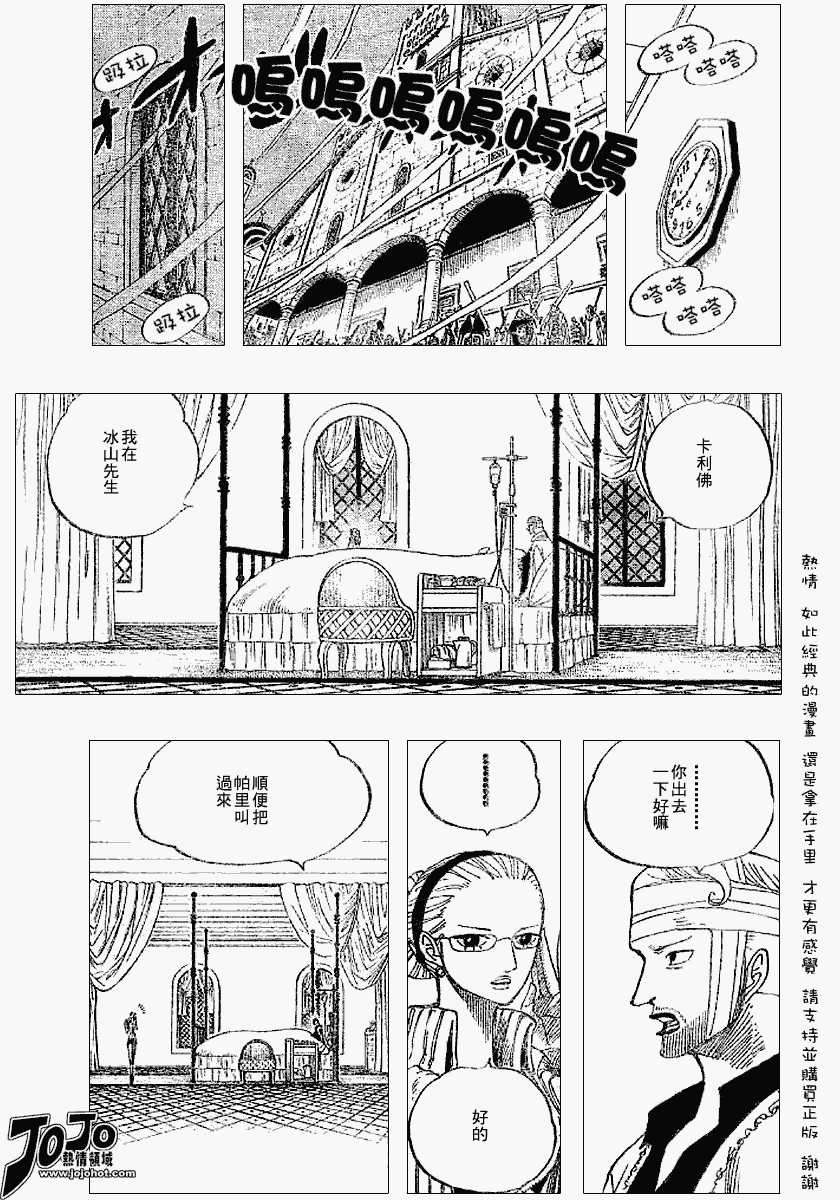 嗒嗒
嗒嗒
嗒嗒
嗒嗒
嗚嗚嗚嗚嗚嗚
趿拉
趿拉
卡利佛
我在
冰山先生
…………
你出去
一下好嘛
…………
好的
順便把
帕里叫
過來
熱情 如此經典的漫畫 還是拿在手里 才更有感覺 請支持並購買正版 謝謝
JOJO
熱情領域
www.jojohot.com